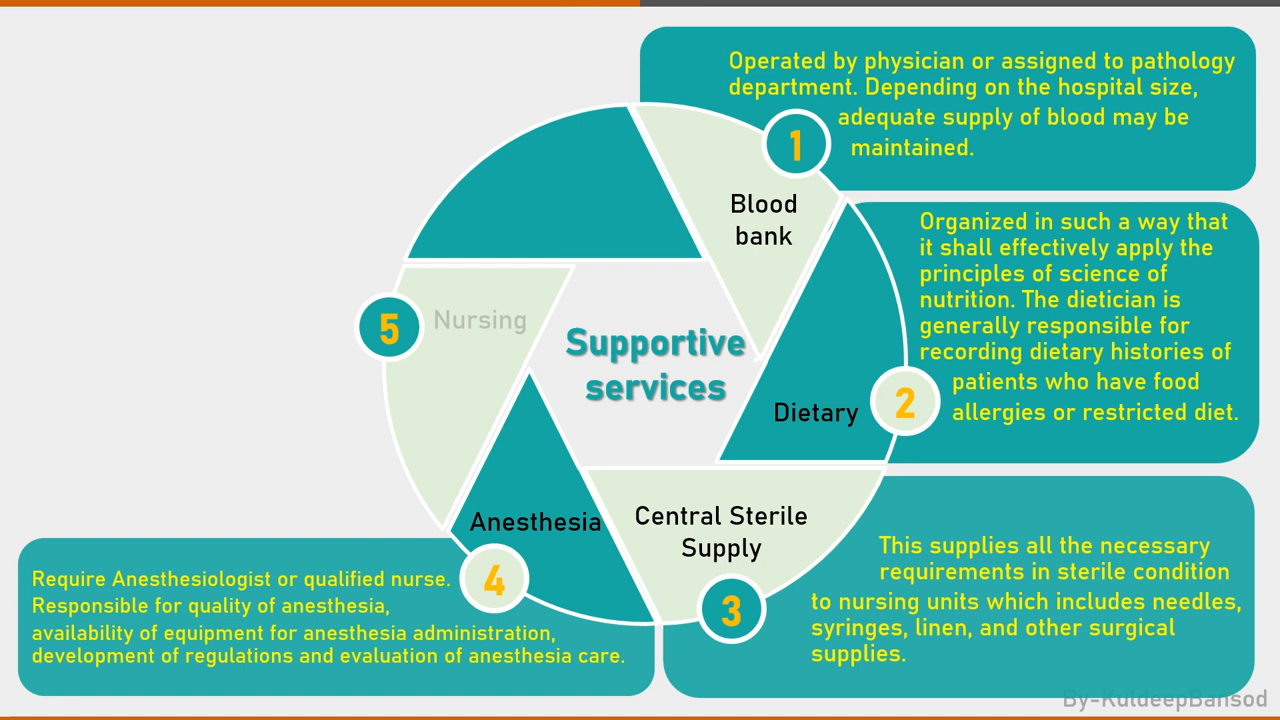 Operated by physician or assigned to pathology
department. Depending on the hospital size,
adequate supply of blood may be
maintained.
1
Blood
bank
Organized in such a way that
it shall effectively apply the
principles of science of
nutrition. The dietician is
generally responsible for
recording dietary histories of
patients who have food
allergies or restricted diet.
2
Dietary
5
Nursing
Supportive
services
Central Sterile
Supply
3
This supplies all the necessary
requirements in sterile condition
to nursing units which includes needles,
syringes, linen, and other surgical
supplies.
Anesthesia
4
Require Anesthesiologist or qualified nurse.
Responsible for quality of anesthesia,
availability of equipment for anesthesia administration,
development of regulations and evaluation of anesthesia care.
By-KuldeepBansod